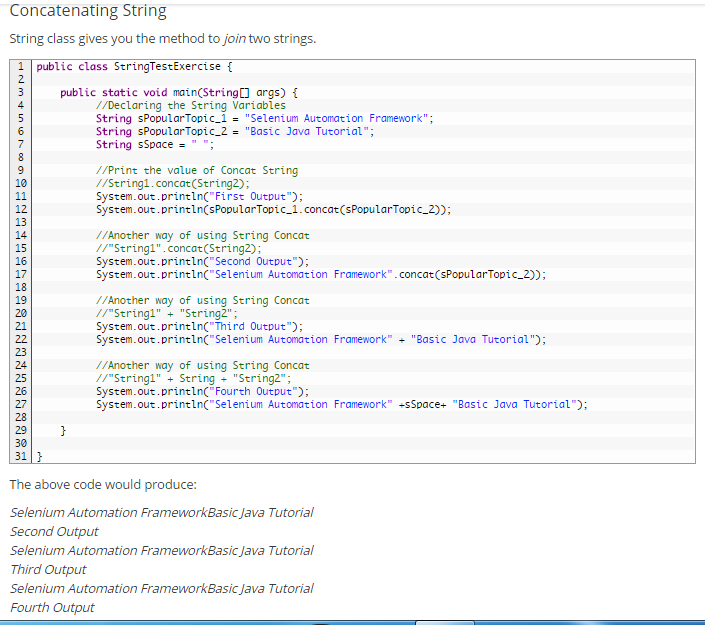 Concatenating String
String class gives you the method to join two strings.
1 public class StringTestExercise {
2
3 public static void main(String[] args) {
4 //Declaring the String Variables
5 String sPopularTopic_1 = "Selenium Automation Framework";
6 String sPopularTopic_2 = "Basic Java Tutorial";
7 String sSpace = " ";
8
9 //Print the value of Concat String
10 //String1.concat(String2);
11 System.out.println("First Output");
12 System.out.println(sPopularTopic_1.concat(sPopularTopic_2));
13
14 //Another way of using String Concat
15 //"String1".concat(String2);
16 System.out.println("Second Output");
17 System.out.println("Selenium Automation Framework".concat(sPopularTopic_2));
18
19 //Another way of using String Concat
20 //"String1" + "String2";
21 System.out.println("Third Output");
22 System.out.println("Selenium Automation Framework" + "Basic Java Tutorial");
23
24 //Another way of using String Concat
25 //"String1" + String + "String2";
26 System.out.println("Fourth Output");
27 System.out.println("Selenium Automation Framework" +sSpace+ "Basic Java Tutorial");
28
29 }
30
31 }
The above code would produce:
Selenium Automation FrameworkBasic Java Tutorial
Second Output
Selenium Automation FrameworkBasic Java Tutorial
Third Output
Selenium Automation FrameworkBasic Java Tutorial
Fourth Output